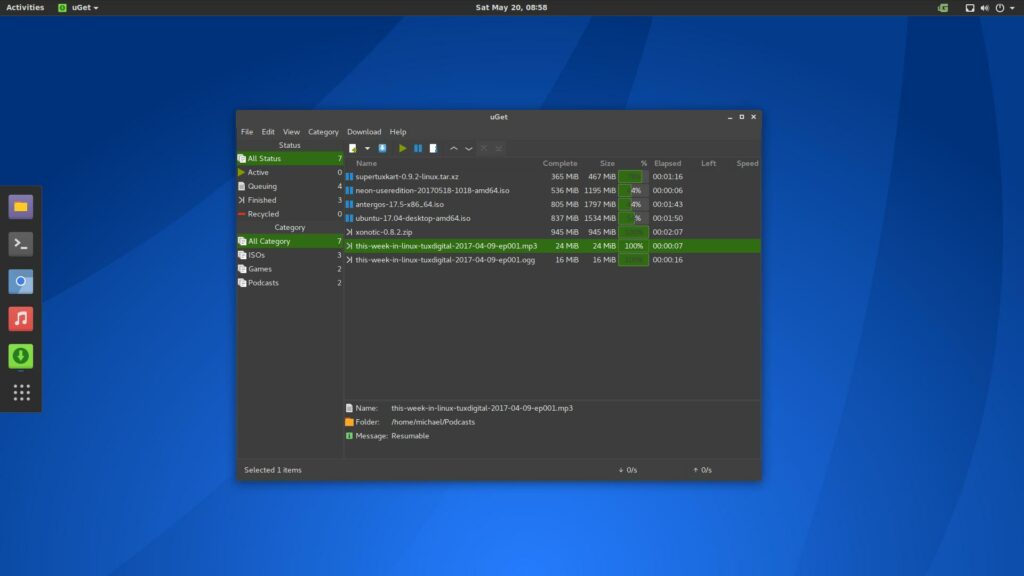 Activities uGet Sat May 20, 08:58
uGet
File Edit View Category Download Help
Status
All Status 7
Active 0
Queuing 4
Finished 3
Recycled 0
Category
All Category 7
ISOs 3
Games 2
Podcasts 2
Name Complete Size % Elapsed Left Speed
supertuxkart-0.9.2-linux.tar.xz 365 MiB 467 MiB 00:01:16
neon-useredition-20170518-1018-amd64.iso 536 MiB 1195 MiB 4% 00:00:06
antergos-17.5-x86_64.iso 805 MiB 1797 MiB 4% 00:01:43
ubuntu-17.04-desktop-amd64.iso 837 MiB 1534 MiB % 00:01:50
xonotic-0.8.2.zip 945 MiB 945 MiB 100% 00:02:07
this-week-in-linux-tuxdigital-2017-04-09-ep001.mp3 24 MiB 24 MiB 100% 00:00:07
this-week-in-linux-tuxdigital-2017-04-09-ep001.ogg 16 MiB 16 MiB 100% 00:00:16
Name: this-week-in-linux-tuxdigital-2017-04-09-ep001.mp3
Folder: /home/michael/Podcasts
Message: Resumable
Selected 1 items ↓ 0/s ↑ 0/s